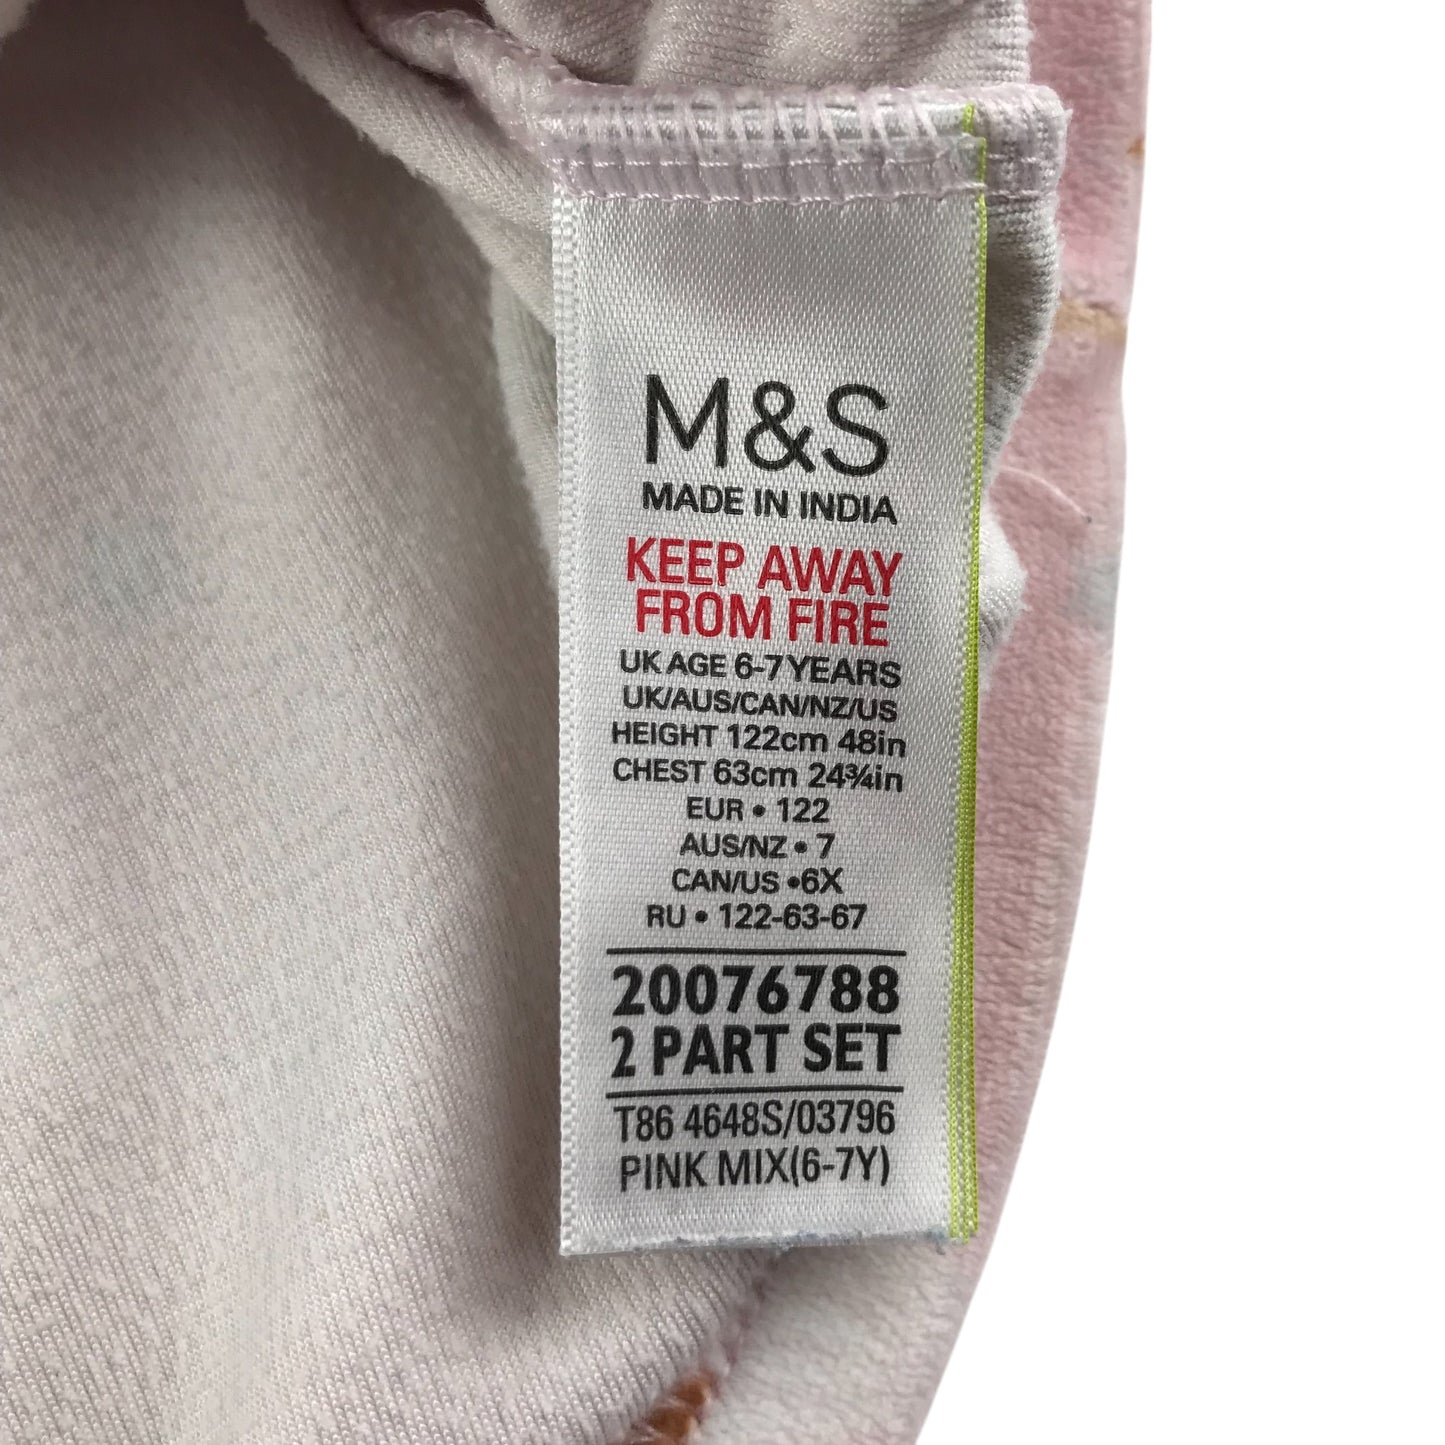 M&S
MADE IN INDIA
KEEP AWAY
FROM FIRE
UK AGE 6-7 YEARS
UK/AUS/CAN/NZ/US
HEIGHT 122cm 48in
CHEST 63cm 24¾in
EUR • 122
AUS/NZ • 7
CAN/US •6X
RU • 122-63-67
20076788
2 PART SET
T86 4648S/03796
PINK MIX(6-7Y)